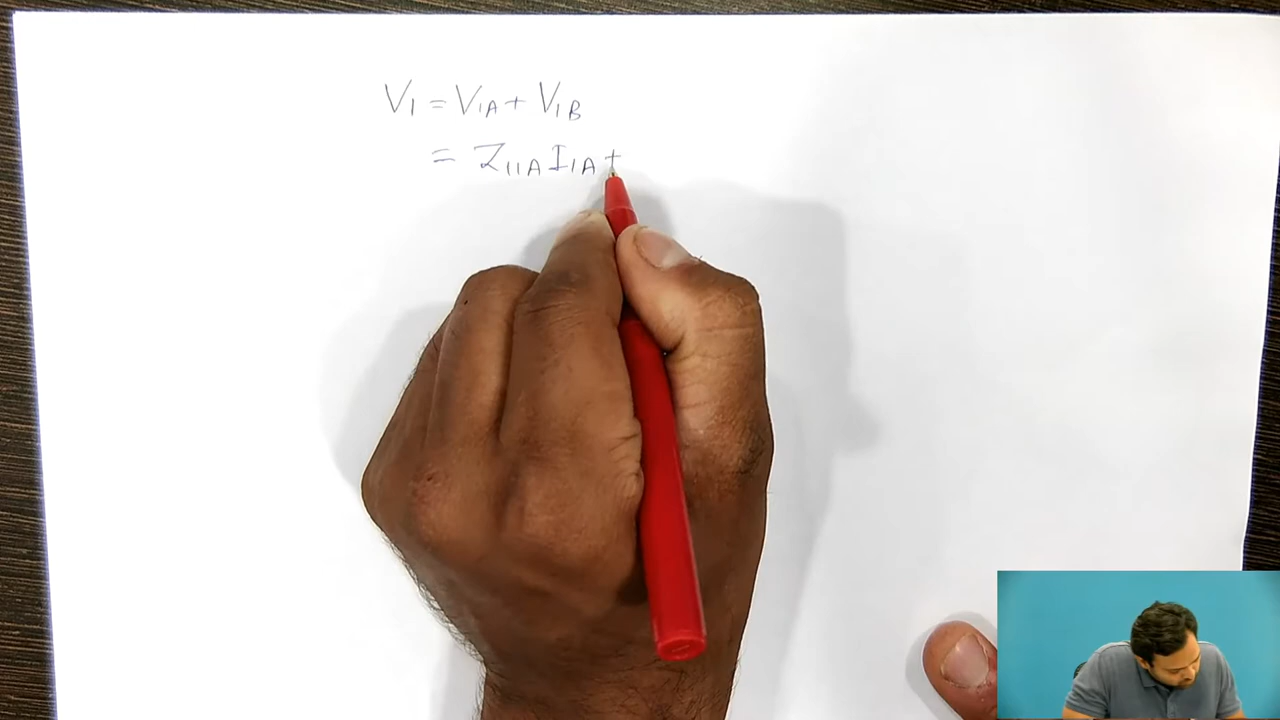 V1 = V1A + V1B
= Z11A I1A +